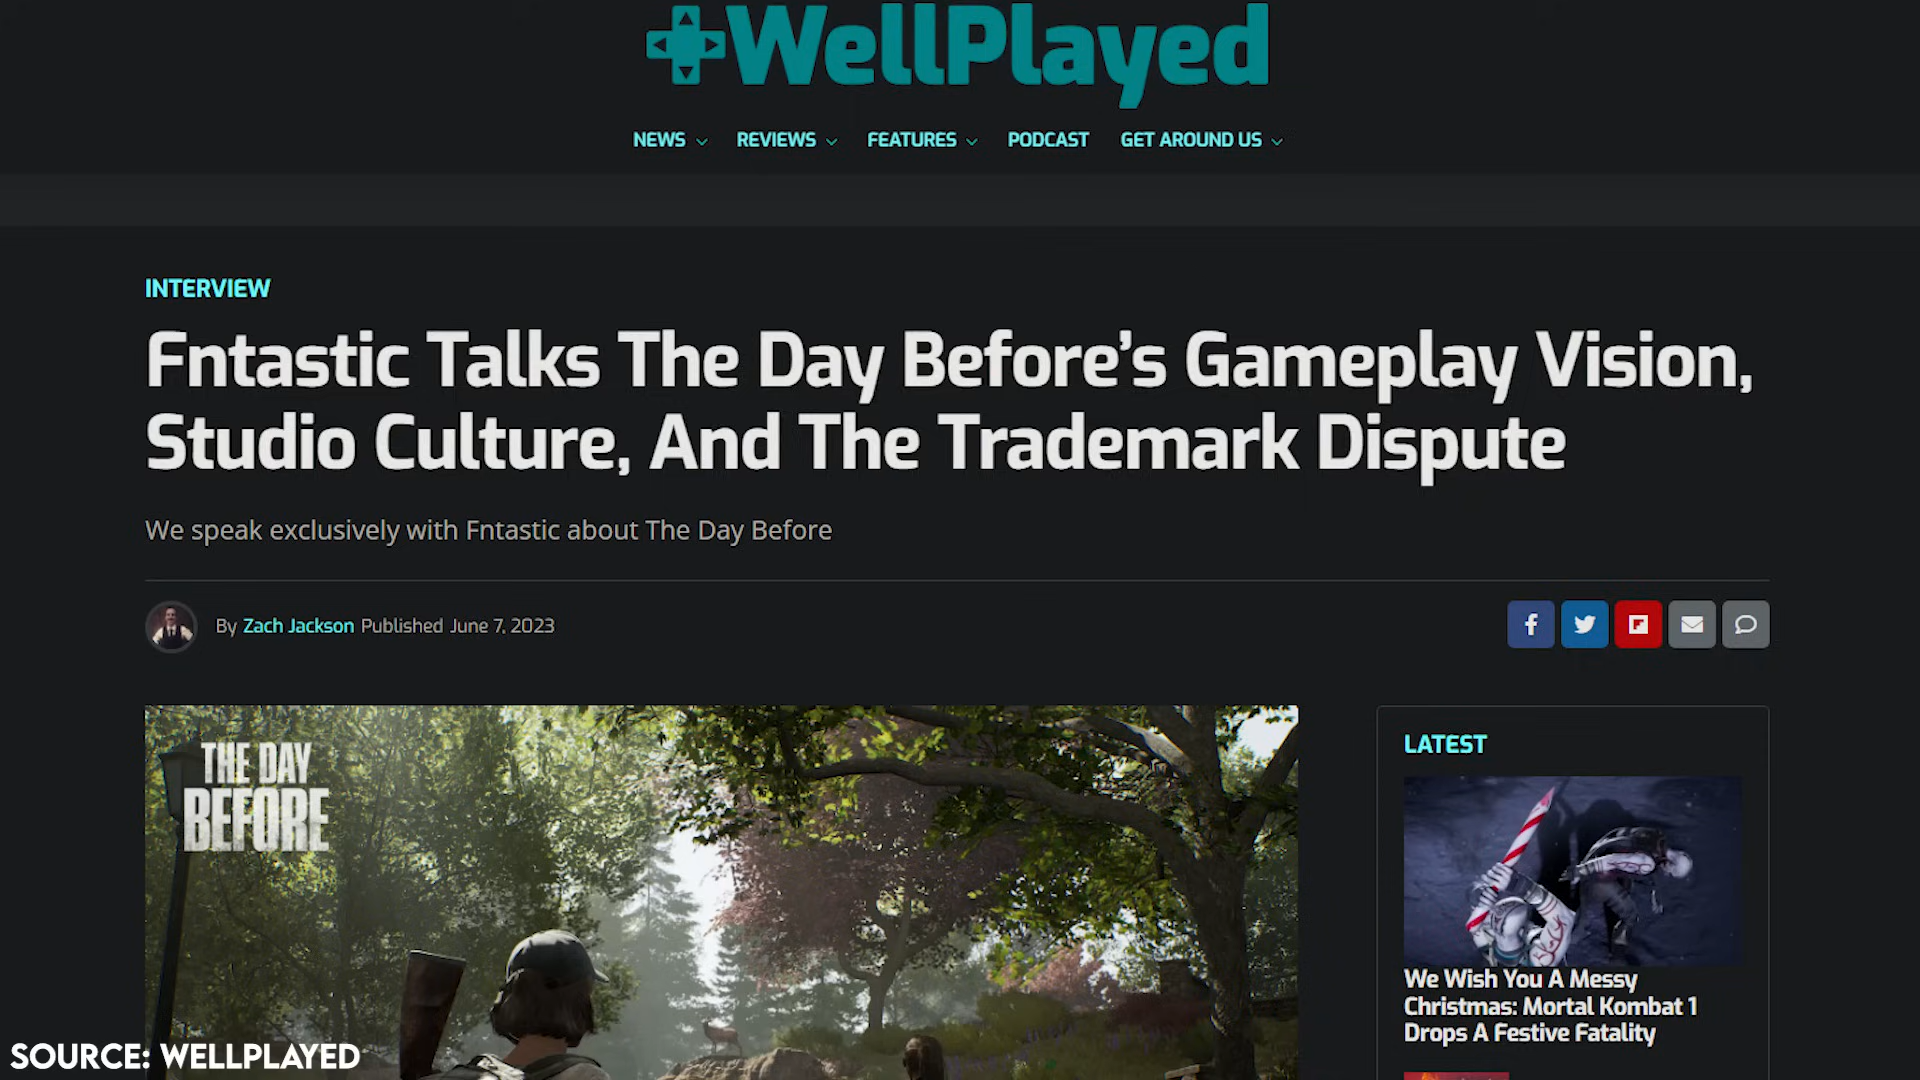 WellPlayed
NEWS REVIEWS FEATURES PODCAST GET AROUND US
INTERVIEW
Fntastic Talks The Day Before’s Gameplay Vision,
Studio Culture, And The Trademark Dispute
We speak exclusively with Fntastic about The Day Before
By Zach Jackson Published June 7, 2023
THE DAY
BEFORE
LATEST
We Wish You A Messy
Christmas: Mortal Kombat 1
Drops A Festive Fatality
SOURCE: WELLPLAYED